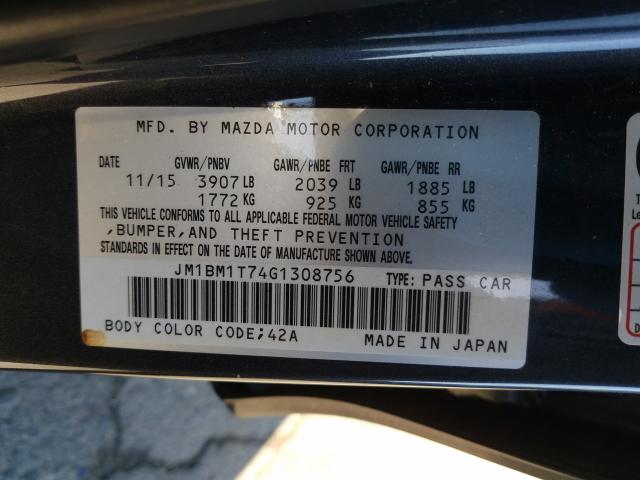 MFD. BY MAZDA MOTOR CORPORATION
DATE GVWR/PNBV GAWR/PNBE FRT GAWR/PNBE RR
11/15 3907 LB 2039 LB 1885 LB
1772 KG 925 KG 855 KG
THIS VEHICLE CONFORMS TO ALL APPLICABLE FEDERAL MOTOR VEHICLE SAFETY
,BUMPER,AND THEFT PREVENTION
STANDARDS IN EFFECT ON THE DATE OF MANUFACTURE SHOWN ABOVE.
JM1BM1T74G1308756 TYPE: PASS CAR
BODY COLOR CODE;42A MADE IN JAPAN